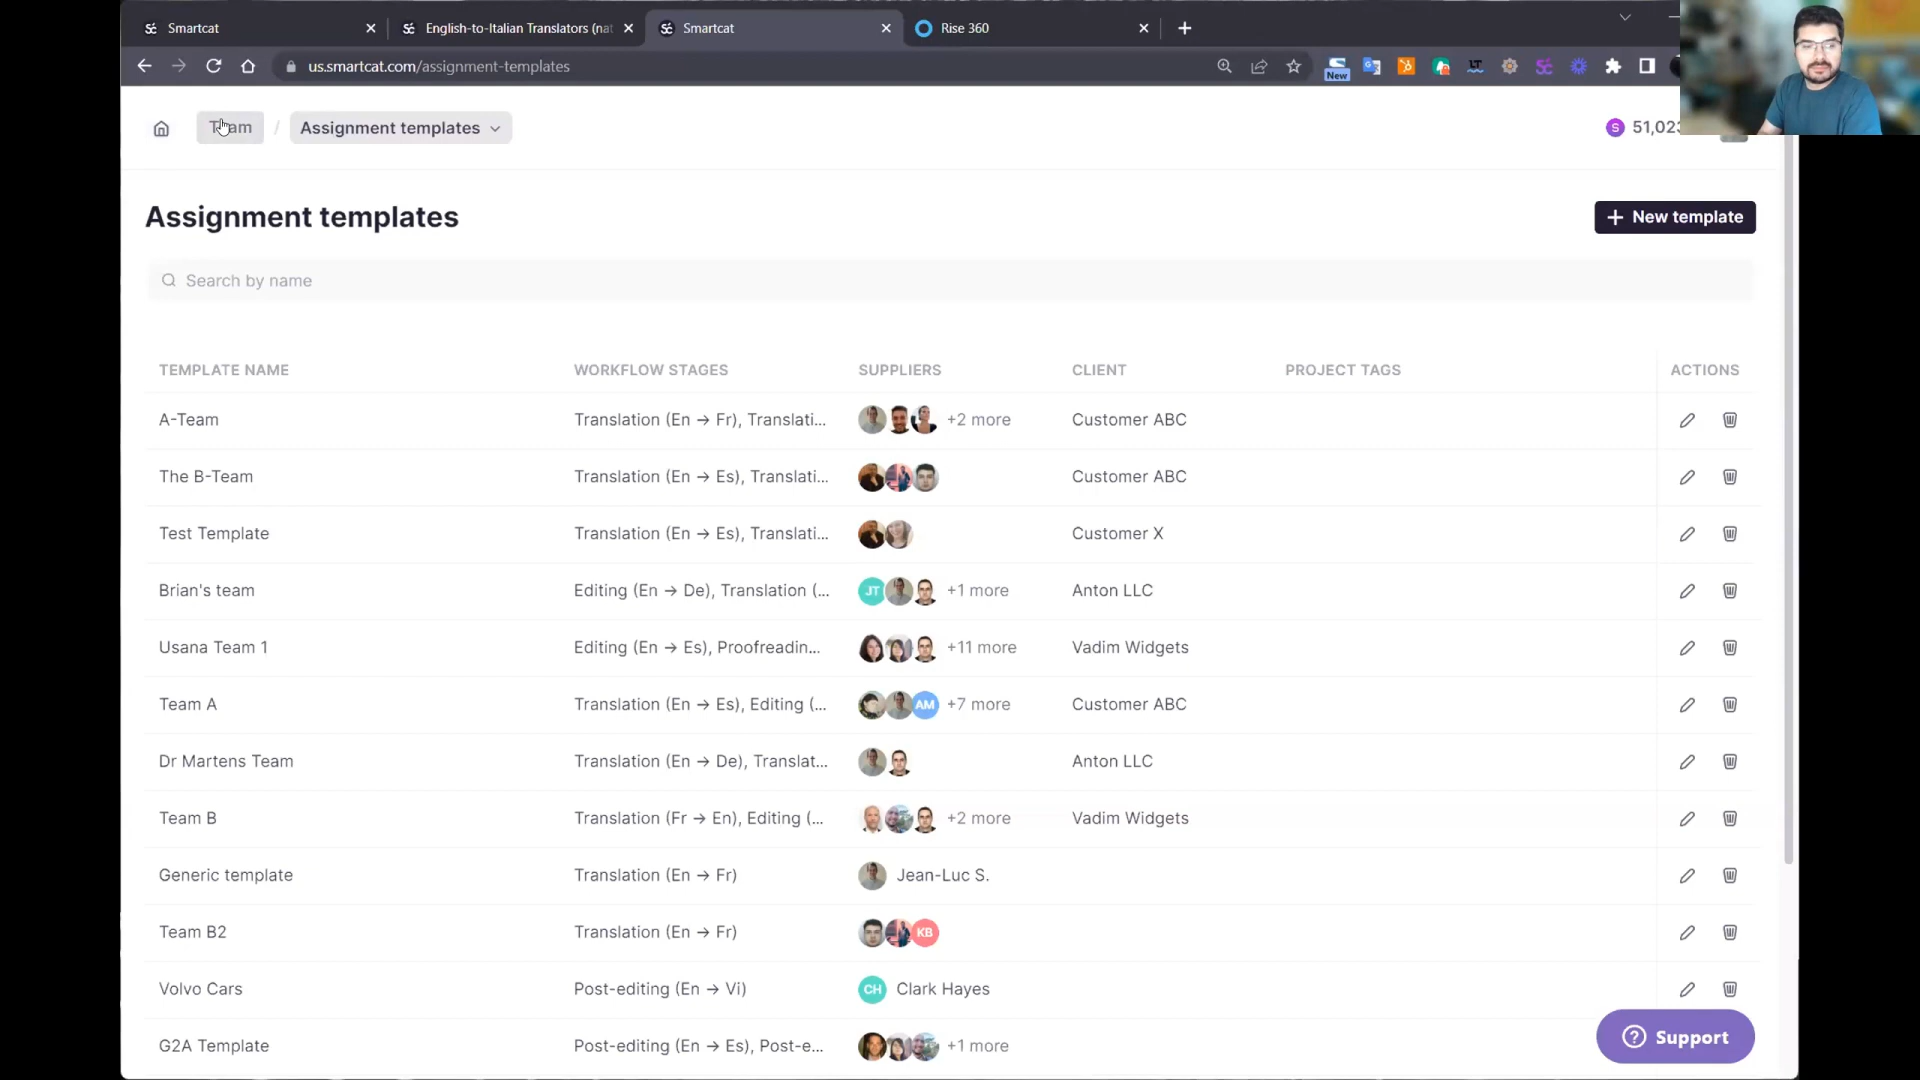 Smartcat
English-to-Italian Translators (nat
Smartcat
Rise 360
us.smartcat.com/assignment-templates
New
Team / Assignment templates
S 51,023
Assignment templates
+ New template
Search by name
TEMPLATE NAME WORKFLOW STAGES SUPPLIERS CLIENT PROJECT TAGS ACTIONS
A-Team Translation (En → Fr), Translati... +2 more Customer ABC
The B-Team Translation (En → Es), Translati... Customer ABC
Test Template Translation (En → Es), Translati... Customer X
Brian's team Editing (En → De), Translation (... JT +1 more Anton LLC
Usana Team 1 Editing (En → Es), Proofreadin... +11 more Vadim Widgets
Team A Translation (En → Es), Editing (... AM +7 more Customer ABC
Dr Martens Team Translation (En → De), Translat... Anton LLC
Team B Translation (Fr → En), Editing (... +2 more Vadim Widgets
Generic template Translation (En → Fr) Jean-Luc S.
Team B2 Translation (En → Fr) KB
Volvo Cars Post-editing (En → Vi) CH Clark Hayes
G2A Template Post-editing (En → Es), Post-e... +1 more
? Support